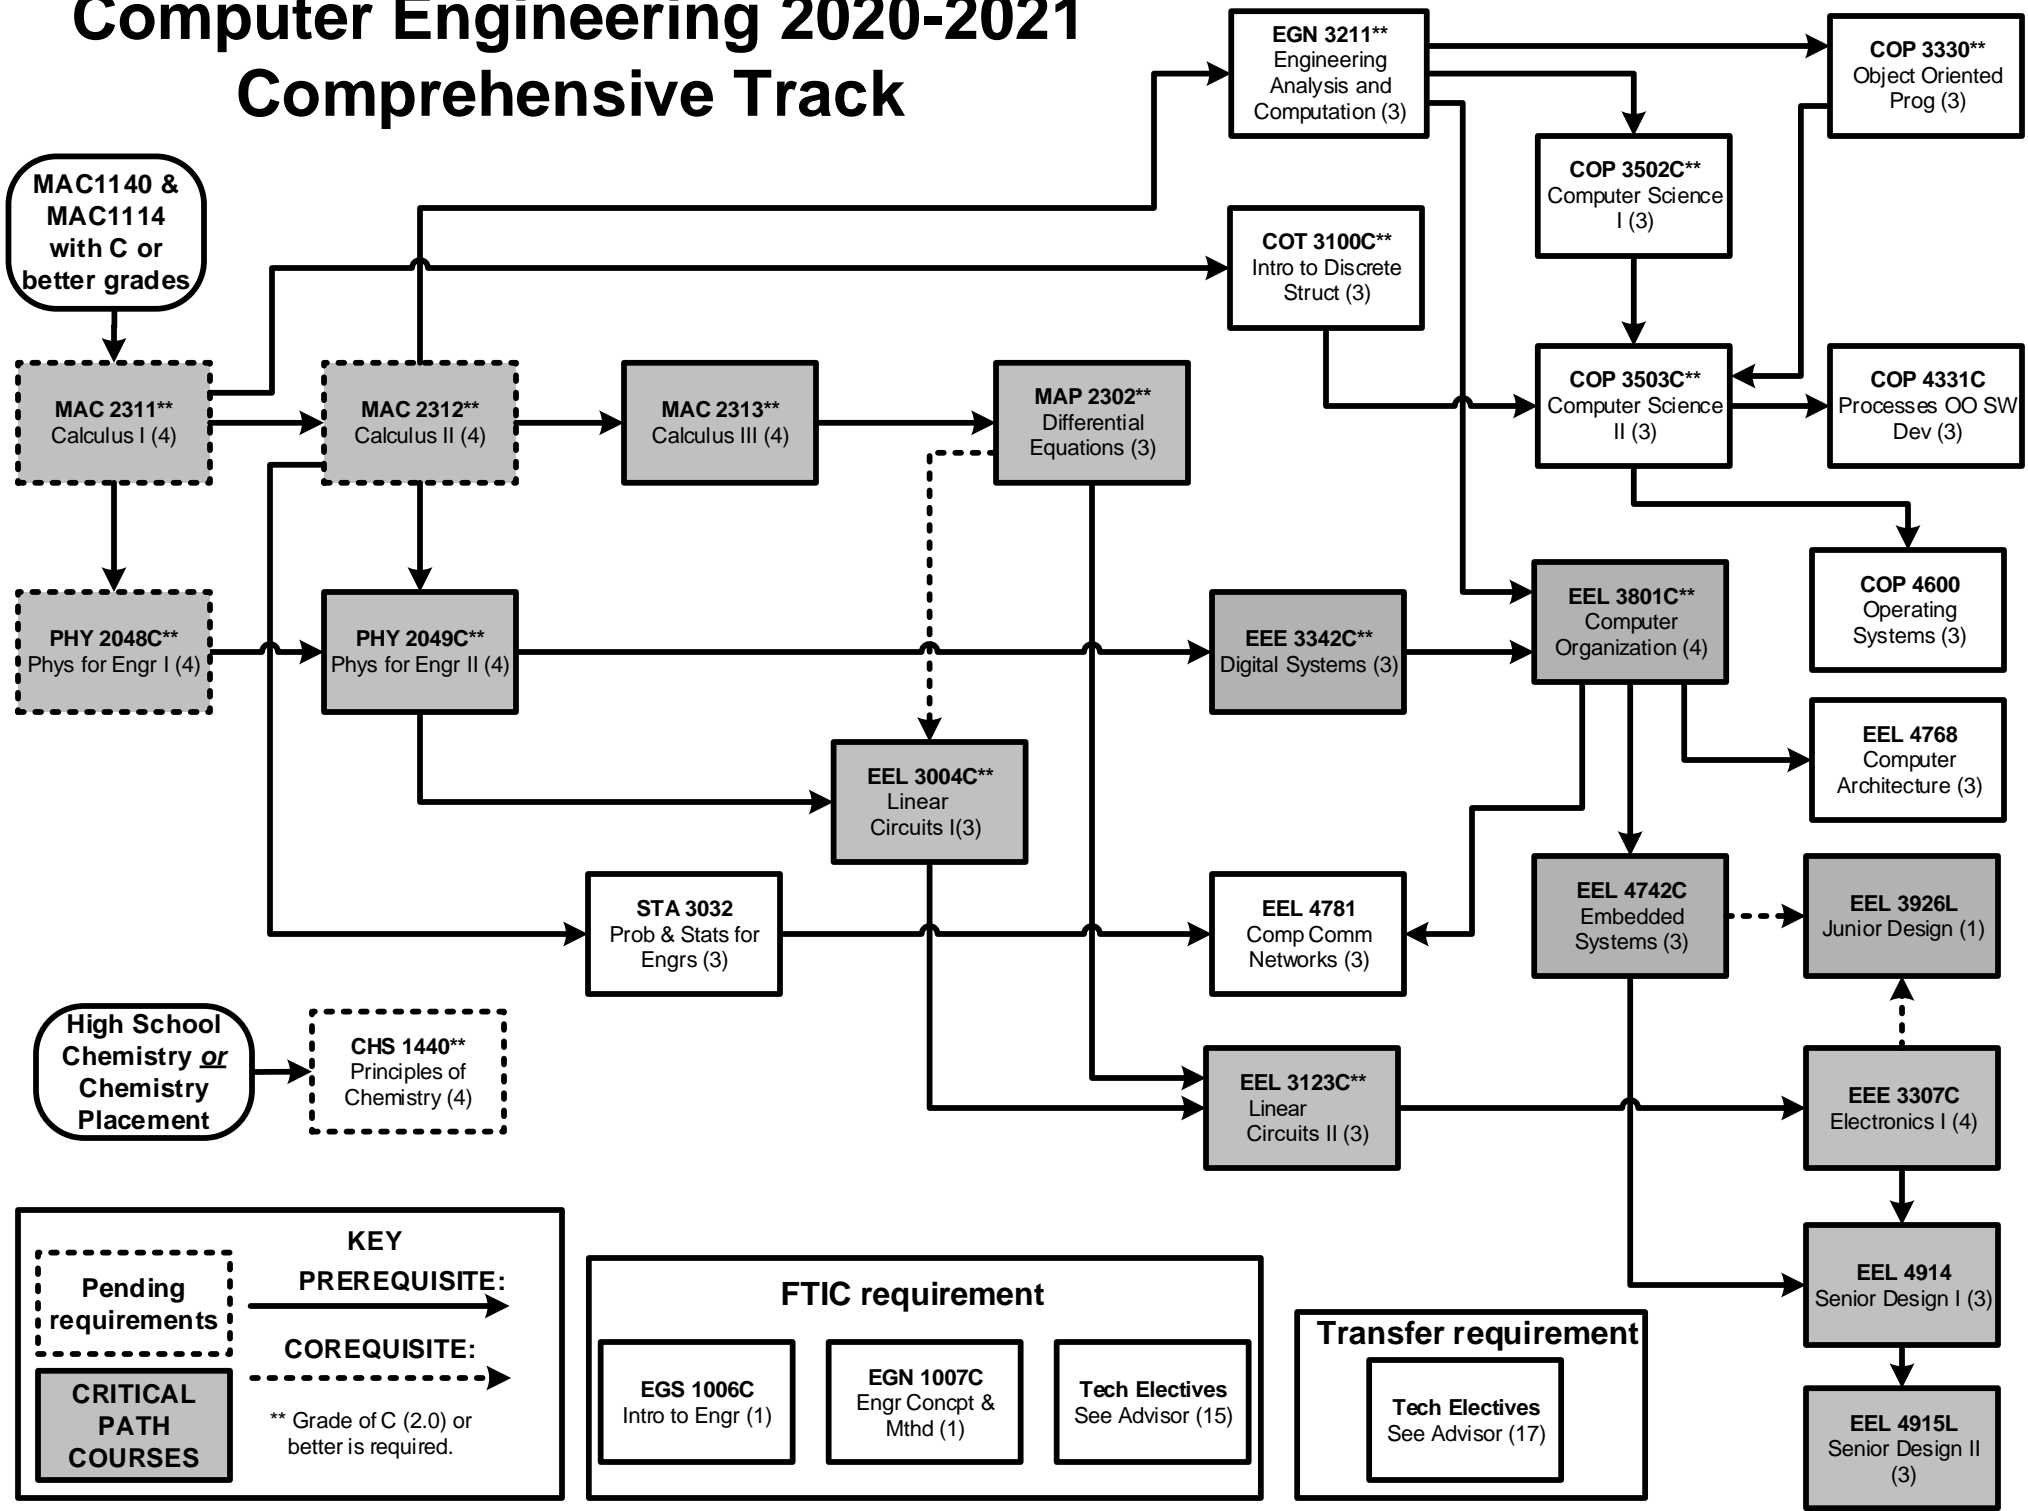 Computer Engineering 2020-2021
Comprehensive Track
EGN 3211**
Engineering
Analysis and
Computation (3)
COP 3330**
Object Oriented
Prog (3)
MAC1140 &
MAC1114
with C or
better grades
COP 3502C**
Computer Science
I (3)
COT 3100C**
Intro to Discrete
Struct (3)
MAC 2311**
Calculus I (4)
MAC 2312**
Calculus II (4)
MAC 2313**
Calculus III (4)
MAP 2302**
Differential
Equations (3)
COP 3503C**
Computer Science
II (3)
COP 4331C
Processes OO SW
Dev (3)
PHY 2048C**
Phys for Engr I (4)
PHY 2049C**
Phys for Engr II (4)
EEE 3342C**
Digital Systems (3)
EEL 3801C**
Computer
Organization (4)
COP 4600
Operating
Systems (3)
EEL 3004C**
Linear
Circuits I(3)
EEL 4768
Computer
Architecture (3)
STA 3032
Prob & Stats for
Engrs (3)
EEL 4781
Comp Comm
Networks (3)
EEL 4742C
Embedded
Systems (3)
EEL 3926L
Junior Design (1)
High School
Chemistry or
Chemistry
Placement
CHS 1440**
Principles of
Chemistry (4)
EEL 3123C**
Linear
Circuits II (3)
EEE 3307C
Electronics I (4)
KEY
Pending
requirements
PREREQUISITE:
COREQUISITE:
CRITICAL
PATH
COURSES
** Grade of C (2.0) or
better is required.
FTIC requirement
EGS 1006C
Intro to Engr (1)
EGN 1007C
Engr Concpt &
Mthd (1)
Tech Electives
See Advisor (15)
Transfer requirement
Tech Electives
See Advisor (17)
EEL 4914
Senior Design I (3)
EEL 4915L
Senior Design II
(3)